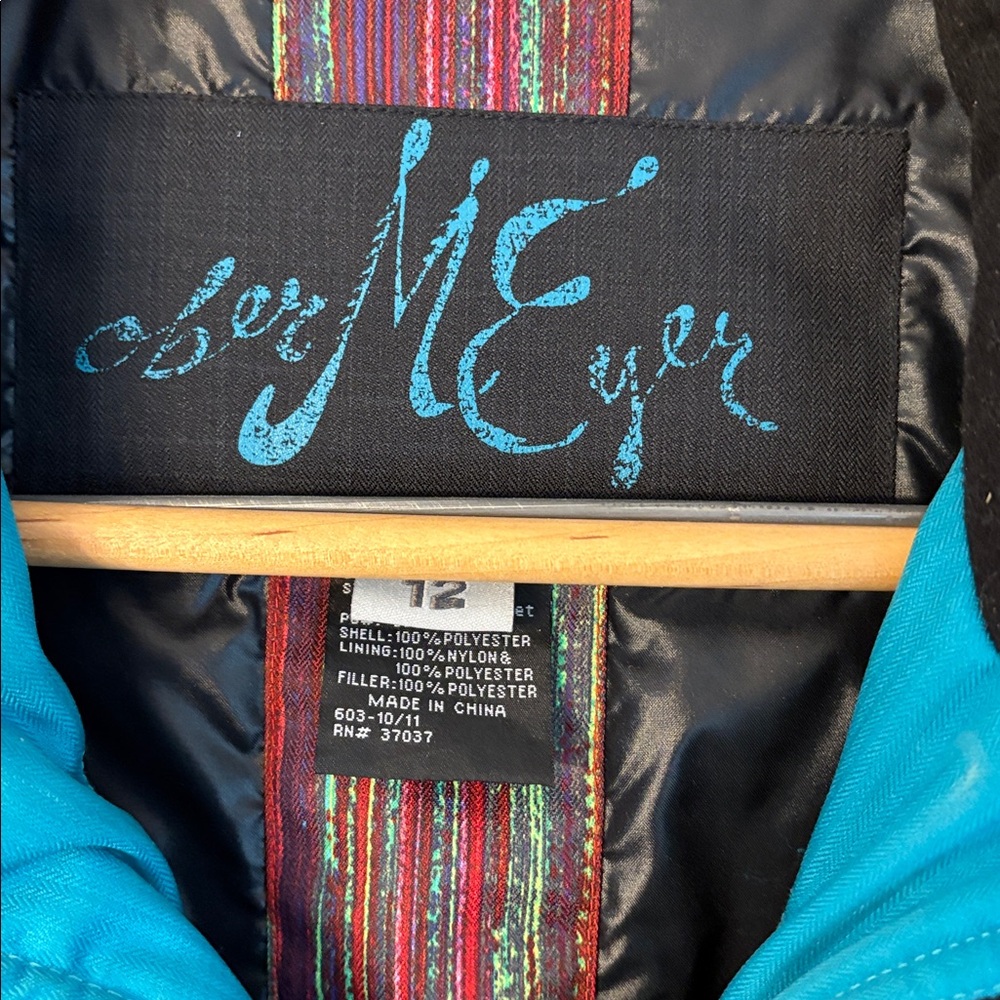 oberMEyer
12
et
SHELL:100%POLYESTER
LINING:100%NYLON&
100%POLYESTER
FILLER:100%POLYESTER
MADE IN CHINA
603-10/11
RN# 37037